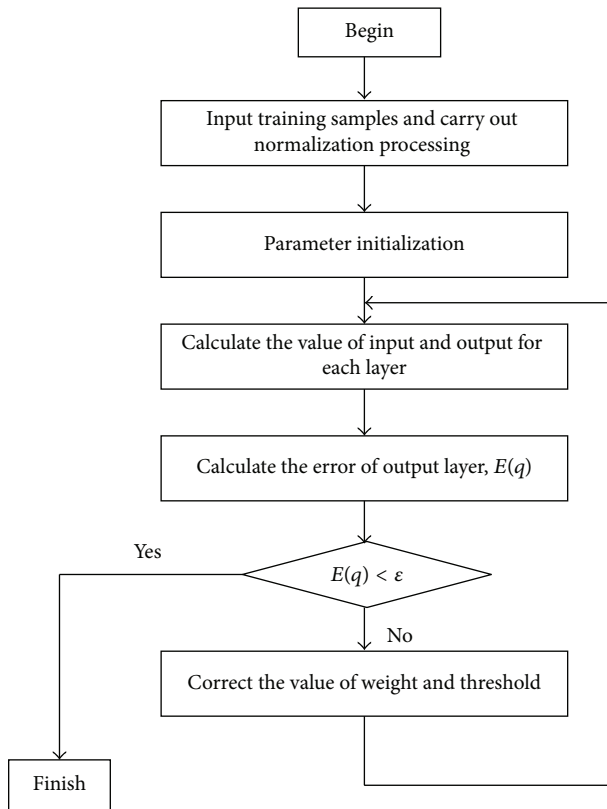 Begin
Input training samples and carry out
normalization processing
Parameter initialization
Calculate the value of input and output for
each layer
Calculate the error of output layer, E(q)
Yes
E(q) < ε
No
Correct the value of weight and threshold
Finish